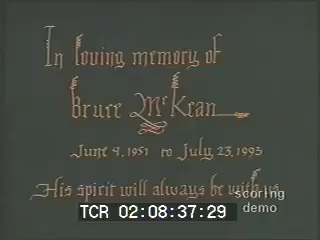 In loving memory of
Bruce McKean
June 4, 1951 to July 23, 1993
His spirit will always be with us
scoring
demo
TCR 02:08:37:29